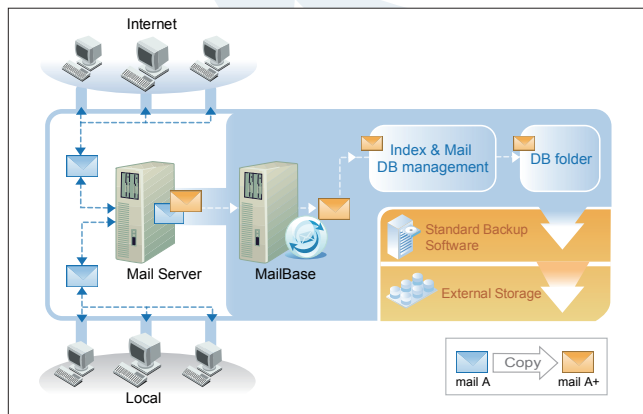 Internet
Index & Mail
DB management
DB folder
Mail Server
MailBase
Standard Backup
Software
External Storage
Local
Copy
mail A
mail A+